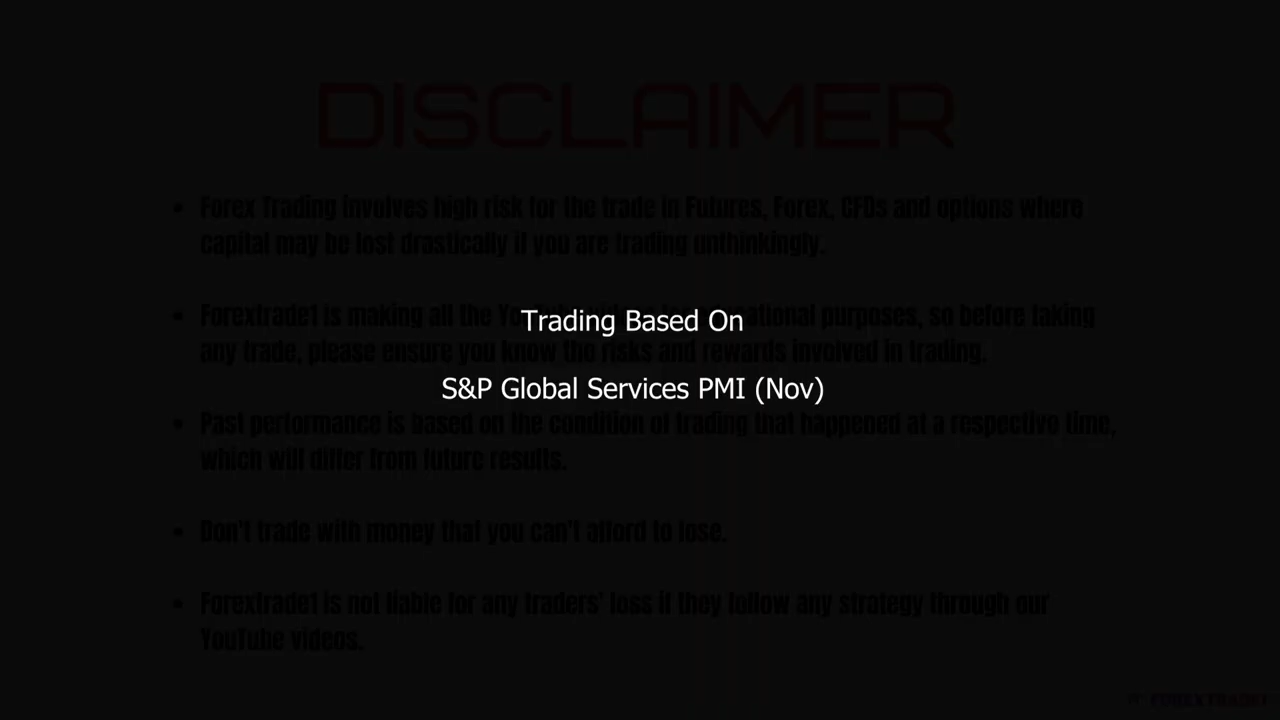 DISCLAIMER
• Forex Trading involves high risk for the trade in Futures, Forex, CFDs and options where
capital may be lost drastically if you are trading unthinkingly.
• Forextrade1 is making all the educational purposes, so before taking
Trading Based On
any trade, please ensure you know the risks and rewards involved in trading.
S&P Global Services PMI (Nov)
• Past performance is based on the condition of trading that happened at a respective time,
which will differ from future results.
• Don't trade with money that you can't afford to lose.
• Forextrade1 is not liable for any traders' loss if they follow any strategy through our
YouTube videos.
FOREXTRADE1